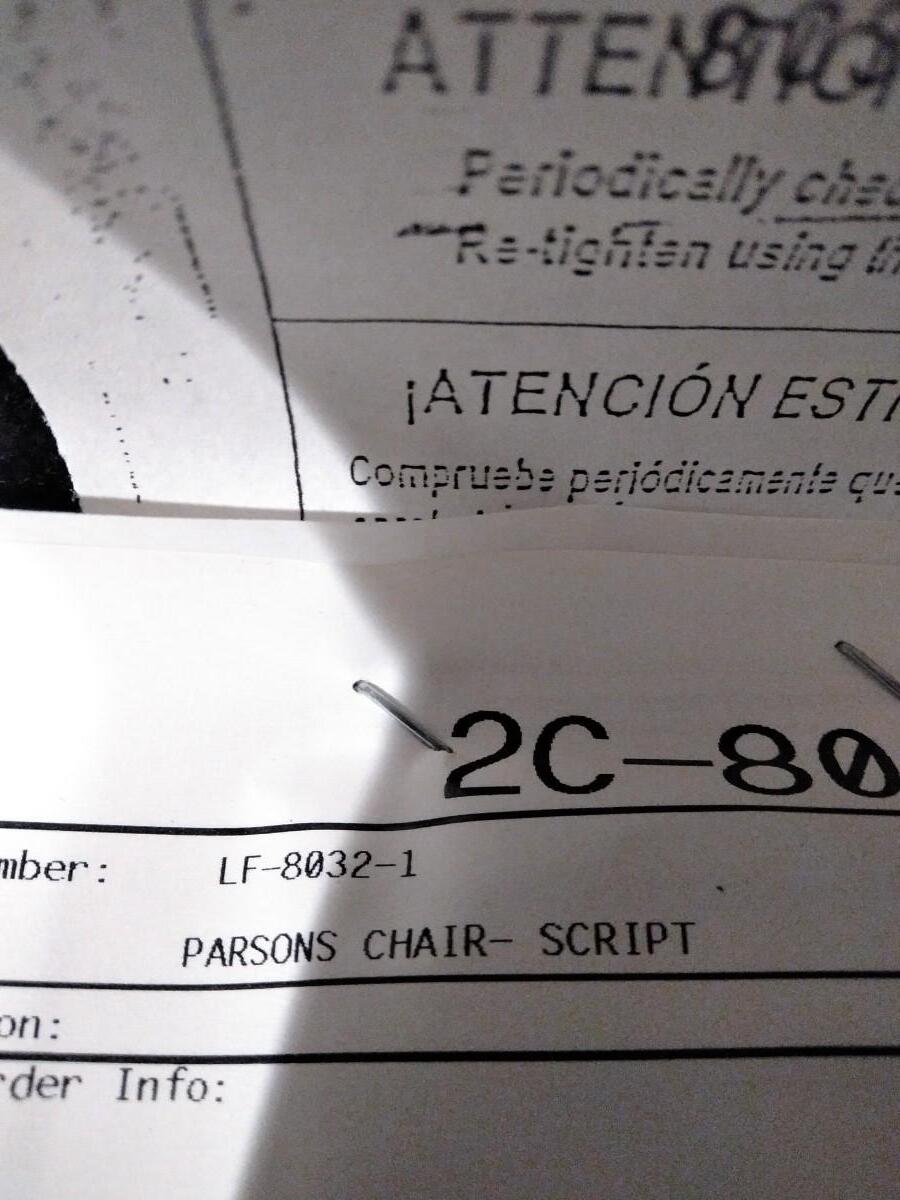 ATTENTION
Periodically
Re-tighten using
¡ATENCIÓN
Compruebe periódicamente
2C-80
mber: LF-8032-1
PARSONS CHAIR- SCRIPT
on:
rder Info: